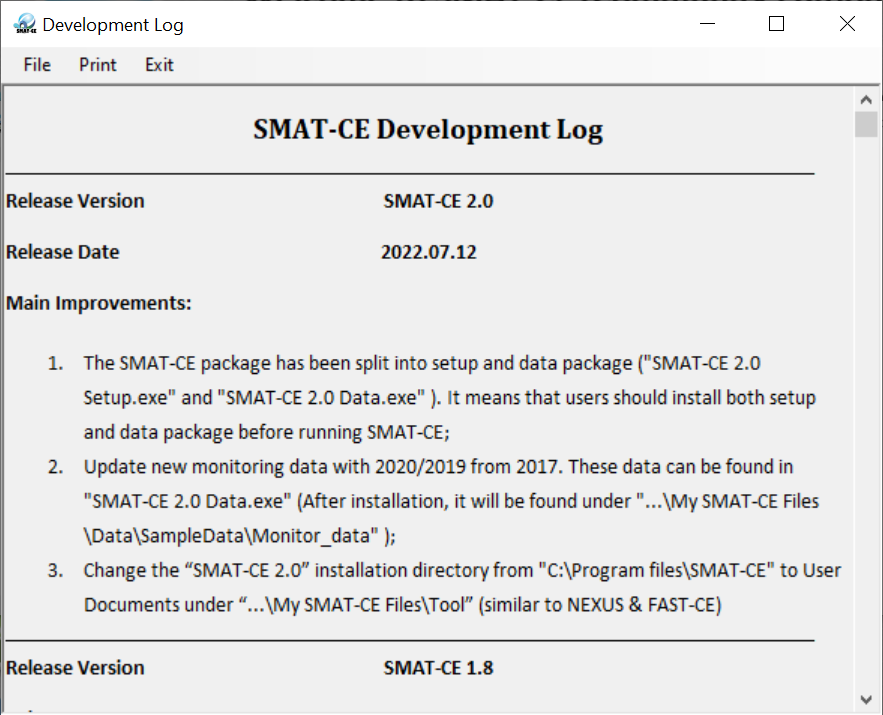 Development Log
File Print Exit
SMAT-CE Development Log
Release Version SMAT-CE 2.0
Release Date 2022.07.12
Main Improvements:
1. The SMAT-CE package has been split into setup and data package ("SMAT-CE 2.0
Setup.exe" and "SMAT-CE 2.0 Data.exe" ). It means that users should install both setup
and data package before running SMAT-CE;
2. Update new monitoring data with 2020/2019 from 2017. These data can be found in
"SMAT-CE 2.0 Data.exe" (After installation, it will be found under "...\My SMAT-CE Files
\Data\SampleData\Monitor_data" );
3. Change the “SMAT-CE 2.0” installation directory from "C:\Program files\SMAT-CE" to User
Documents under “...\My SMAT-CE Files\Tool” (similar to NEXUS & FAST-CE)
Release Version SMAT-CE 1.8